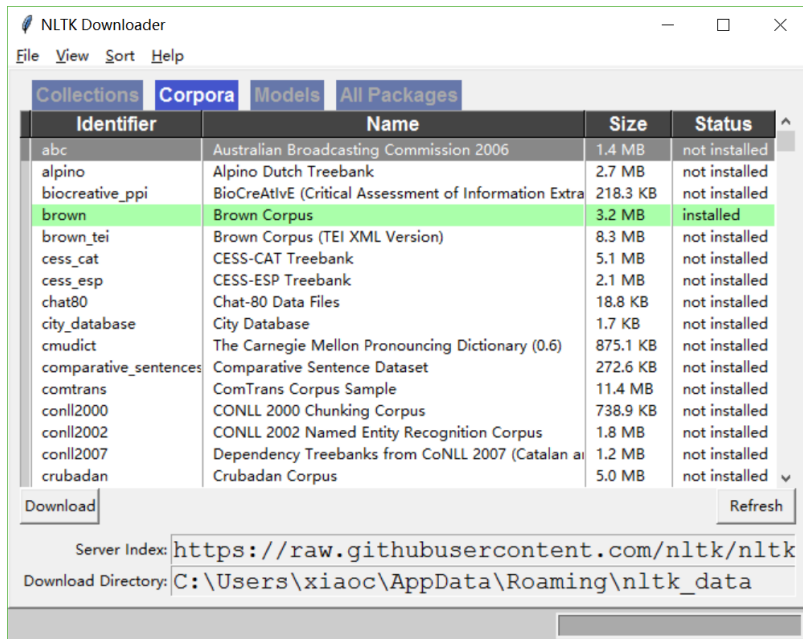 NLTK Downloader
File View Sort Help
Collections Corpora Models All Packages
Identifier Name Size Status
abc Australian Broadcasting Commission 2006 1.4 MB not installed
alpino Alpino Dutch Treebank 2.7 MB not installed
biocreative_ppi BioCreAtIvE (Critical Assessment of Information Extra 218.3 KB not installed
brown Brown Corpus 3.2 MB installed
brown_tei Brown Corpus (TEI XML Version) 8.3 MB not installed
cess_cat CESS-CAT Treebank 5.1 MB not installed
cess_esp CESS-ESP Treebank 2.1 MB not installed
chat80 Chat-80 Data Files 18.8 KB not installed
city_database City Database 1.7 KB not installed
cmudict The Carnegie Mellon Pronouncing Dictionary (0.6) 875.1 KB not installed
comparative_sentences Comparative Sentence Dataset 272.6 KB not installed
comtrans ComTrans Corpus Sample 11.4 MB not installed
conll2000 CONLL 2000 Chunking Corpus 738.9 KB not installed
conll2002 CONLL 2002 Named Entity Recognition Corpus 1.8 MB not installed
conll2007 Dependency Treebanks from CoNLL 2007 (Catalan a 1.2 MB not installed
crubadan Crubadan Corpus 5.0 MB not installed
Download Refresh
Server Index: https://raw.githubusercontent.com/nltk/nltk
Download Directory: C:\Users\xiaoc\AppData\Roaming\nltk_data